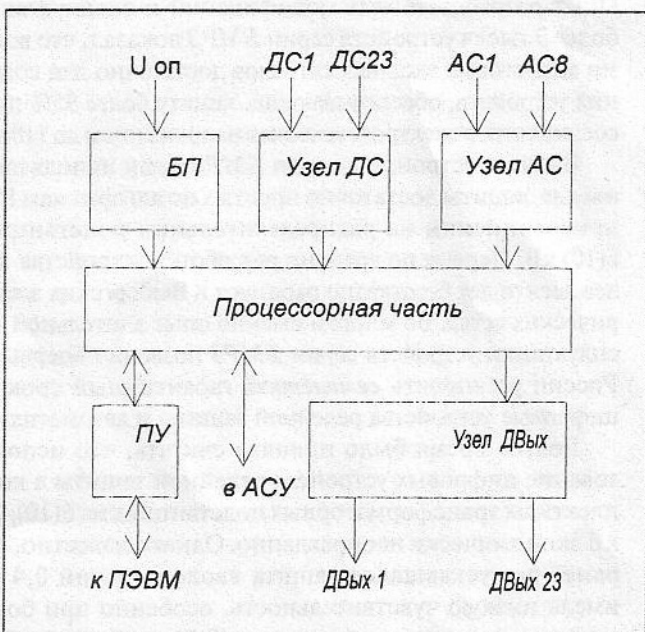 U оп
ДС1 ДС23
АС1 АС8
БП
Узел ДС
Узел АС
Процессорная часть
ПУ
в АСУ
Узел ДВых
к ПЭВМ
ДВых 1
ДВых 23